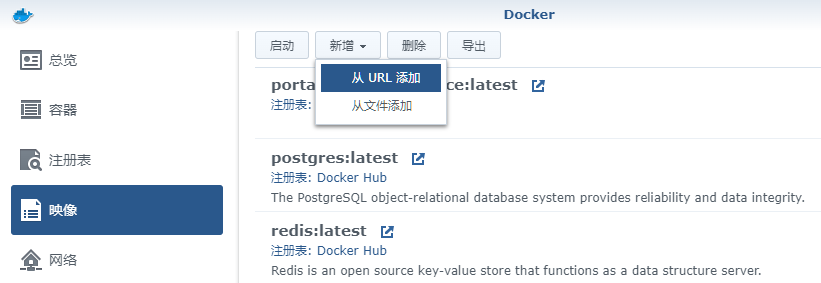 Docker
总览
容器
注册表
映像
网络
启动 新增 删除 导出
从 URL 添加
从文件添加
porta ce:latest
注册表:
postgres:latest
注册表: Docker Hub
The PostgreSQL object-relational database system provides reliability and data integrity.
redis:latest
注册表: Docker Hub
Redis is an open source key-value store that functions as a data structure server.